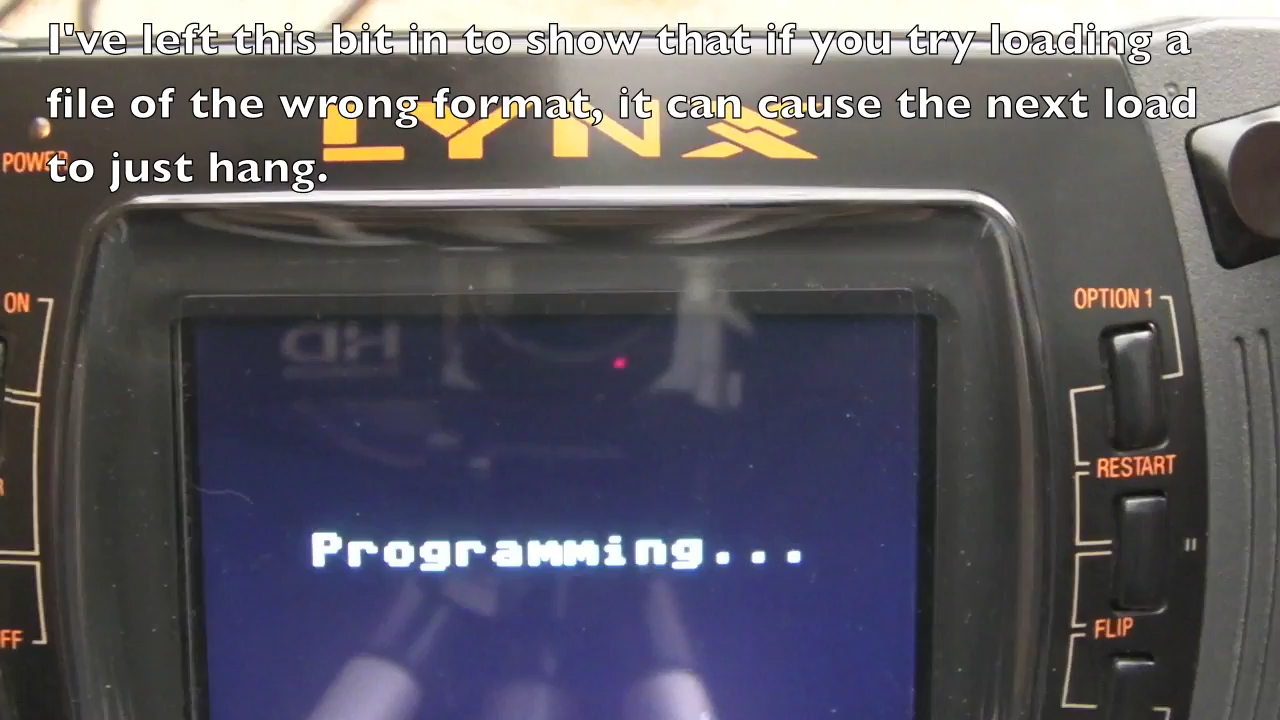 I've left this bit in to show that if you try loading a
file of the wrong format, it can cause the next load
to just hang.
LYNX
POWER
ON
OPTION 1
RESTART
Programming...
FLIP